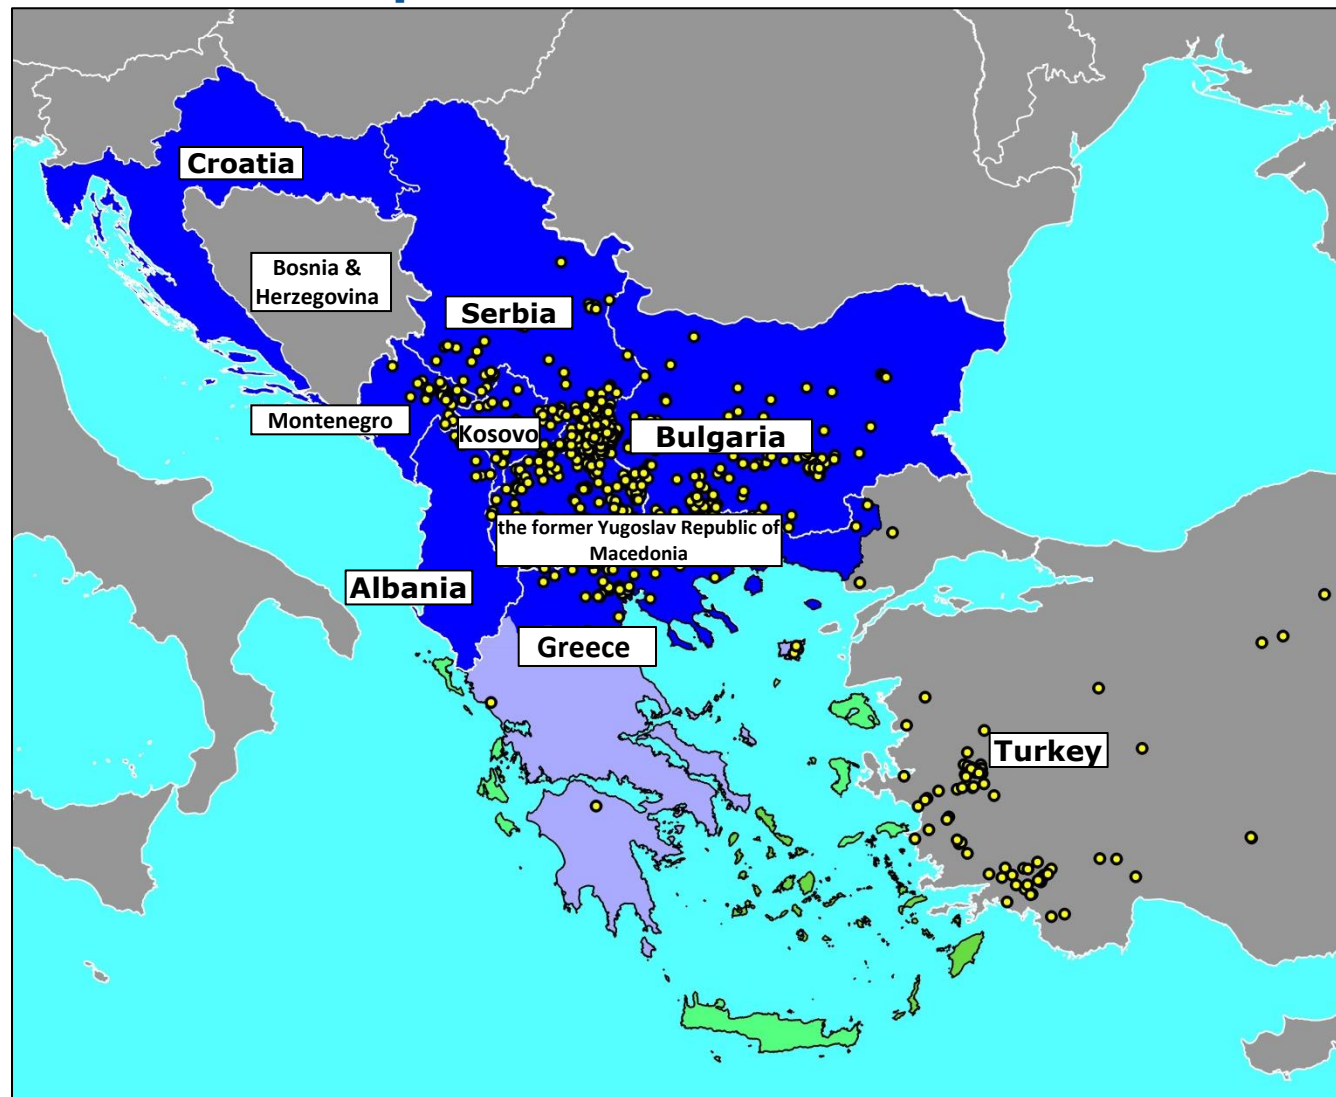 Croatia
Bosnia &
Herzegovina
Serbia
Montenegro
Kosovo
Bulgaria
the former Yugoslav Republic of
Macedonia
Albania
Greece
Turkey